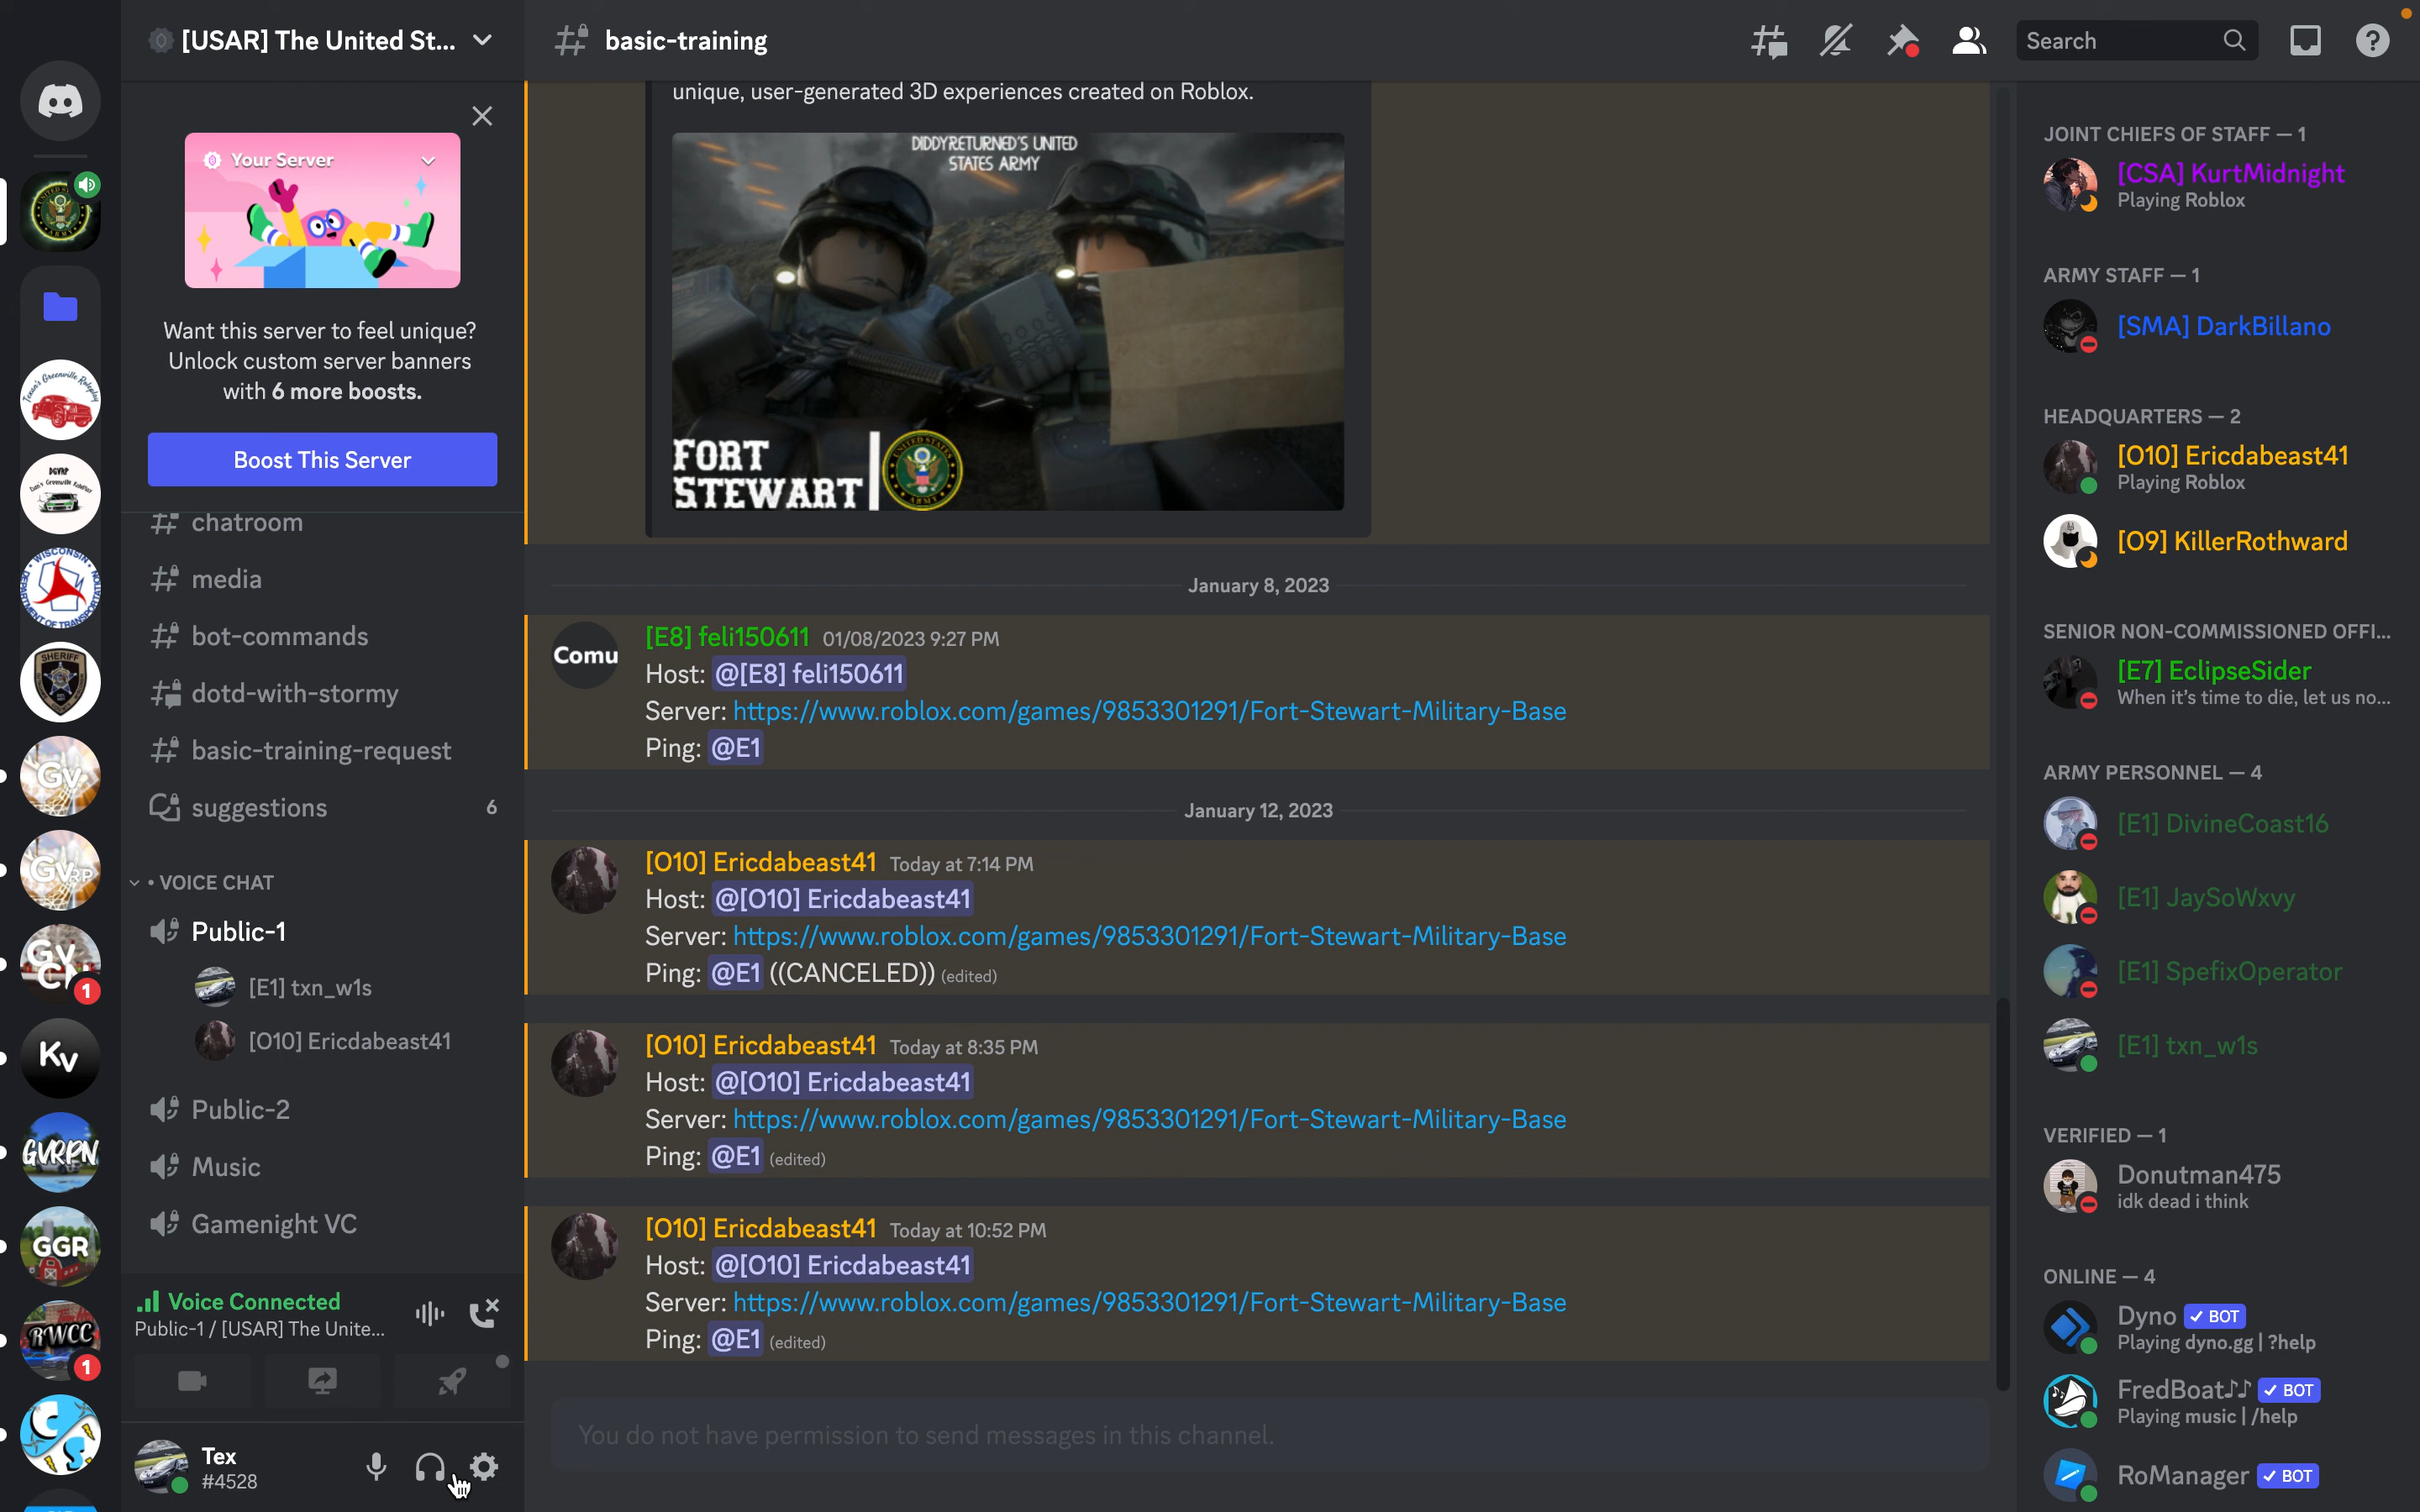 [USAR] The United St...
Your Server
Want this server to feel unique?
Unlock custom server banners
with 6 more boosts.
Boost This Server
chatroom
media
bot-commands
dotd-with-stormy
basic-training-request
suggestions 6
• VOICE CHAT
Public-1
[E1] txn_w1s
[O10] Ericdabeast41
Public-2
Music
Gamenight VC
Voice Connected
Public-1 / [USAR] The Unite...
Tex
#4528
basic-training
Search
unique, user-generated 3D experiences created on Roblox.
DIDDYRETURNED'S UNITED
STATES ARMY
FORT
STEWART
January 8, 2023
Comu
[E8] feli150611 01/08/2023 9:27 PM
Host: @[E8] feli150611
Server: https://www.roblox.com/games/9853301291/Fort-Stewart-Military-Base
Ping: @E1
January 12, 2023
[O10] Ericdabeast41 Today at 7:14 PM
Host: @[O10] Ericdabeast41
Server: https://www.roblox.com/games/9853301291/Fort-Stewart-Military-Base
Ping: @E1 ((CANCELED)) (edited)
[O10] Ericdabeast41 Today at 8:35 PM
Host: @[O10] Ericdabeast41
Server: https://www.roblox.com/games/9853301291/Fort-Stewart-Military-Base
Ping: @E1 (edited)
[O10] Ericdabeast41 Today at 10:52 PM
Host: @[O10] Ericdabeast41
Server: https://www.roblox.com/games/9853301291/Fort-Stewart-Military-Base
Ping: @E1 (edited)
You do not have permission to send messages in this channel.
JOINT CHIEFS OF STAFF — 1
[CSA] KurtMidnight
Playing Roblox
ARMY STAFF — 1
[SMA] DarkBillano
HEADQUARTERS — 2
[O10] Ericdabeast41
Playing Roblox
[O9] KillerRothward
SENIOR NON-COMMISSIONED OFFI...
[E7] EclipseSider
When it's time to die, let us no...
ARMY PERSONNEL — 4
[E1] DivineCoast16
[E1] JaySoWxvy
[E1] SpefixOperator
[E1] txn_w1s
VERIFIED — 1
Donutman475
idk dead i think
ONLINE — 4
Dyno ✓ BOT
Playing dyno.gg | ?help
FredBoat♪♪ ✓ BOT
Playing music | /help
RoManager ✓ BOT
DGVRP
SHERIFF
GV
GVRP
GV
CN
1
KV
GVRPN
GGR
RWCC
1
CS